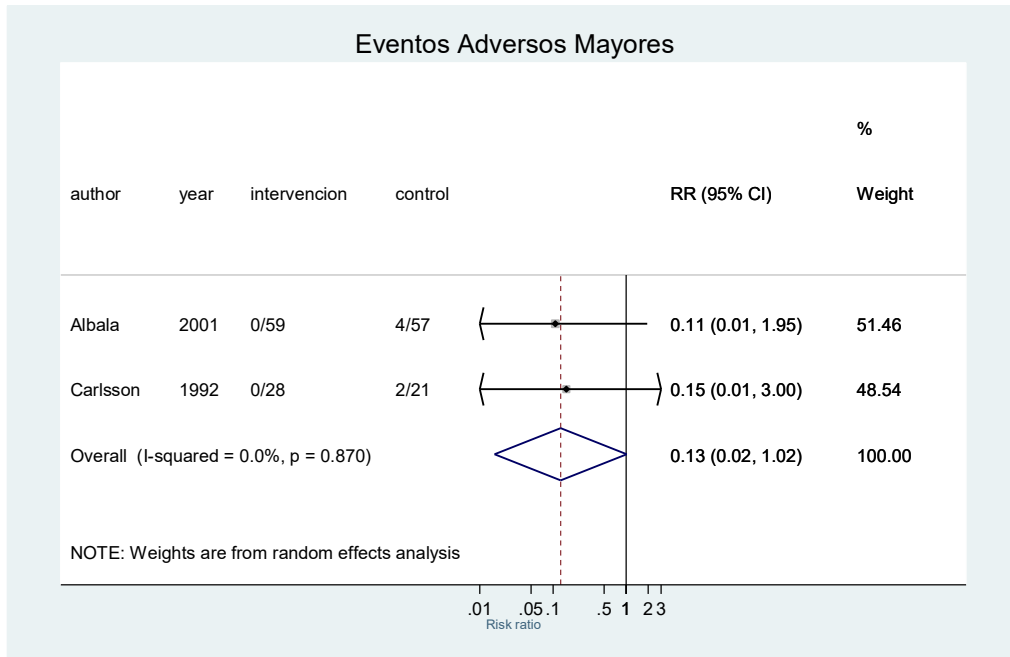 Eventos Adversos Mayores
%
author year intervencion control RR (95% CI) Weight
Albala 2001 0/59 4/57 0.11 (0.01, 1.95) 51.46
Carlsson 1992 0/28 2/21 0.15 (0.01, 3.00) 48.54
Overall (I-squared = 0.0%, p = 0.870) 0.13 (0.02, 1.02) 100.00
NOTE: Weights are from random effects analysis
.01 .05 .1 .5 1 2 3
Risk ratio